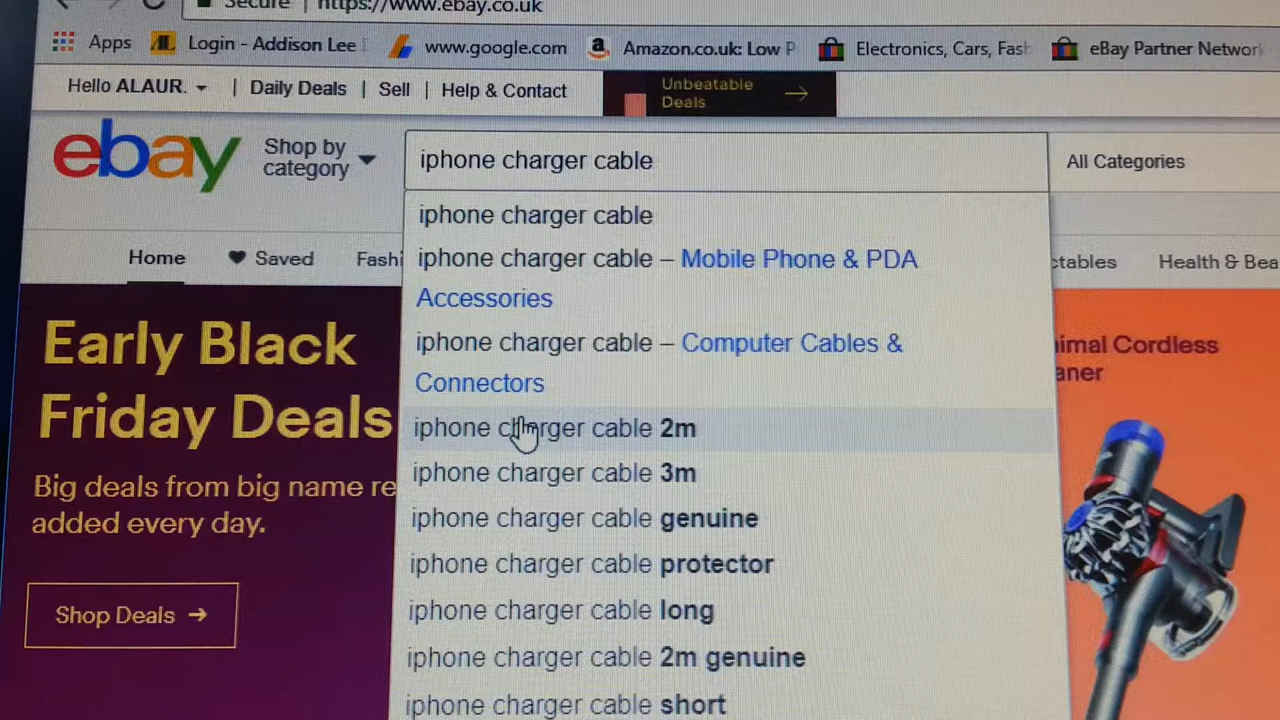 Secure https://www.ebay.co.uk
Apps Login - Addison Lee www.google.com Amazon.co.uk: Low P Electronics, Cars, Fash eBay Partner Network
Hello ALAUR. | Daily Deals | Sell | Help & Contact
Unbeatable
Deals
ebay
Shop by
category
iphone charger cable
All Categories
Home Saved Fashi
ctables Health & Bea
iphone charger cable
iphone charger cable – Mobile Phone & PDA
Accessories
iphone charger cable – Computer Cables &
Connectors
iphone charger cable 2m
iphone charger cable 3m
iphone charger cable genuine
iphone charger cable protector
iphone charger cable long
iphone charger cable 2m genuine
iphone charger cable short
Early Black
Friday Deals
Big deals from big name re
added every day.
Shop Deals →
nimal Cordless
aner